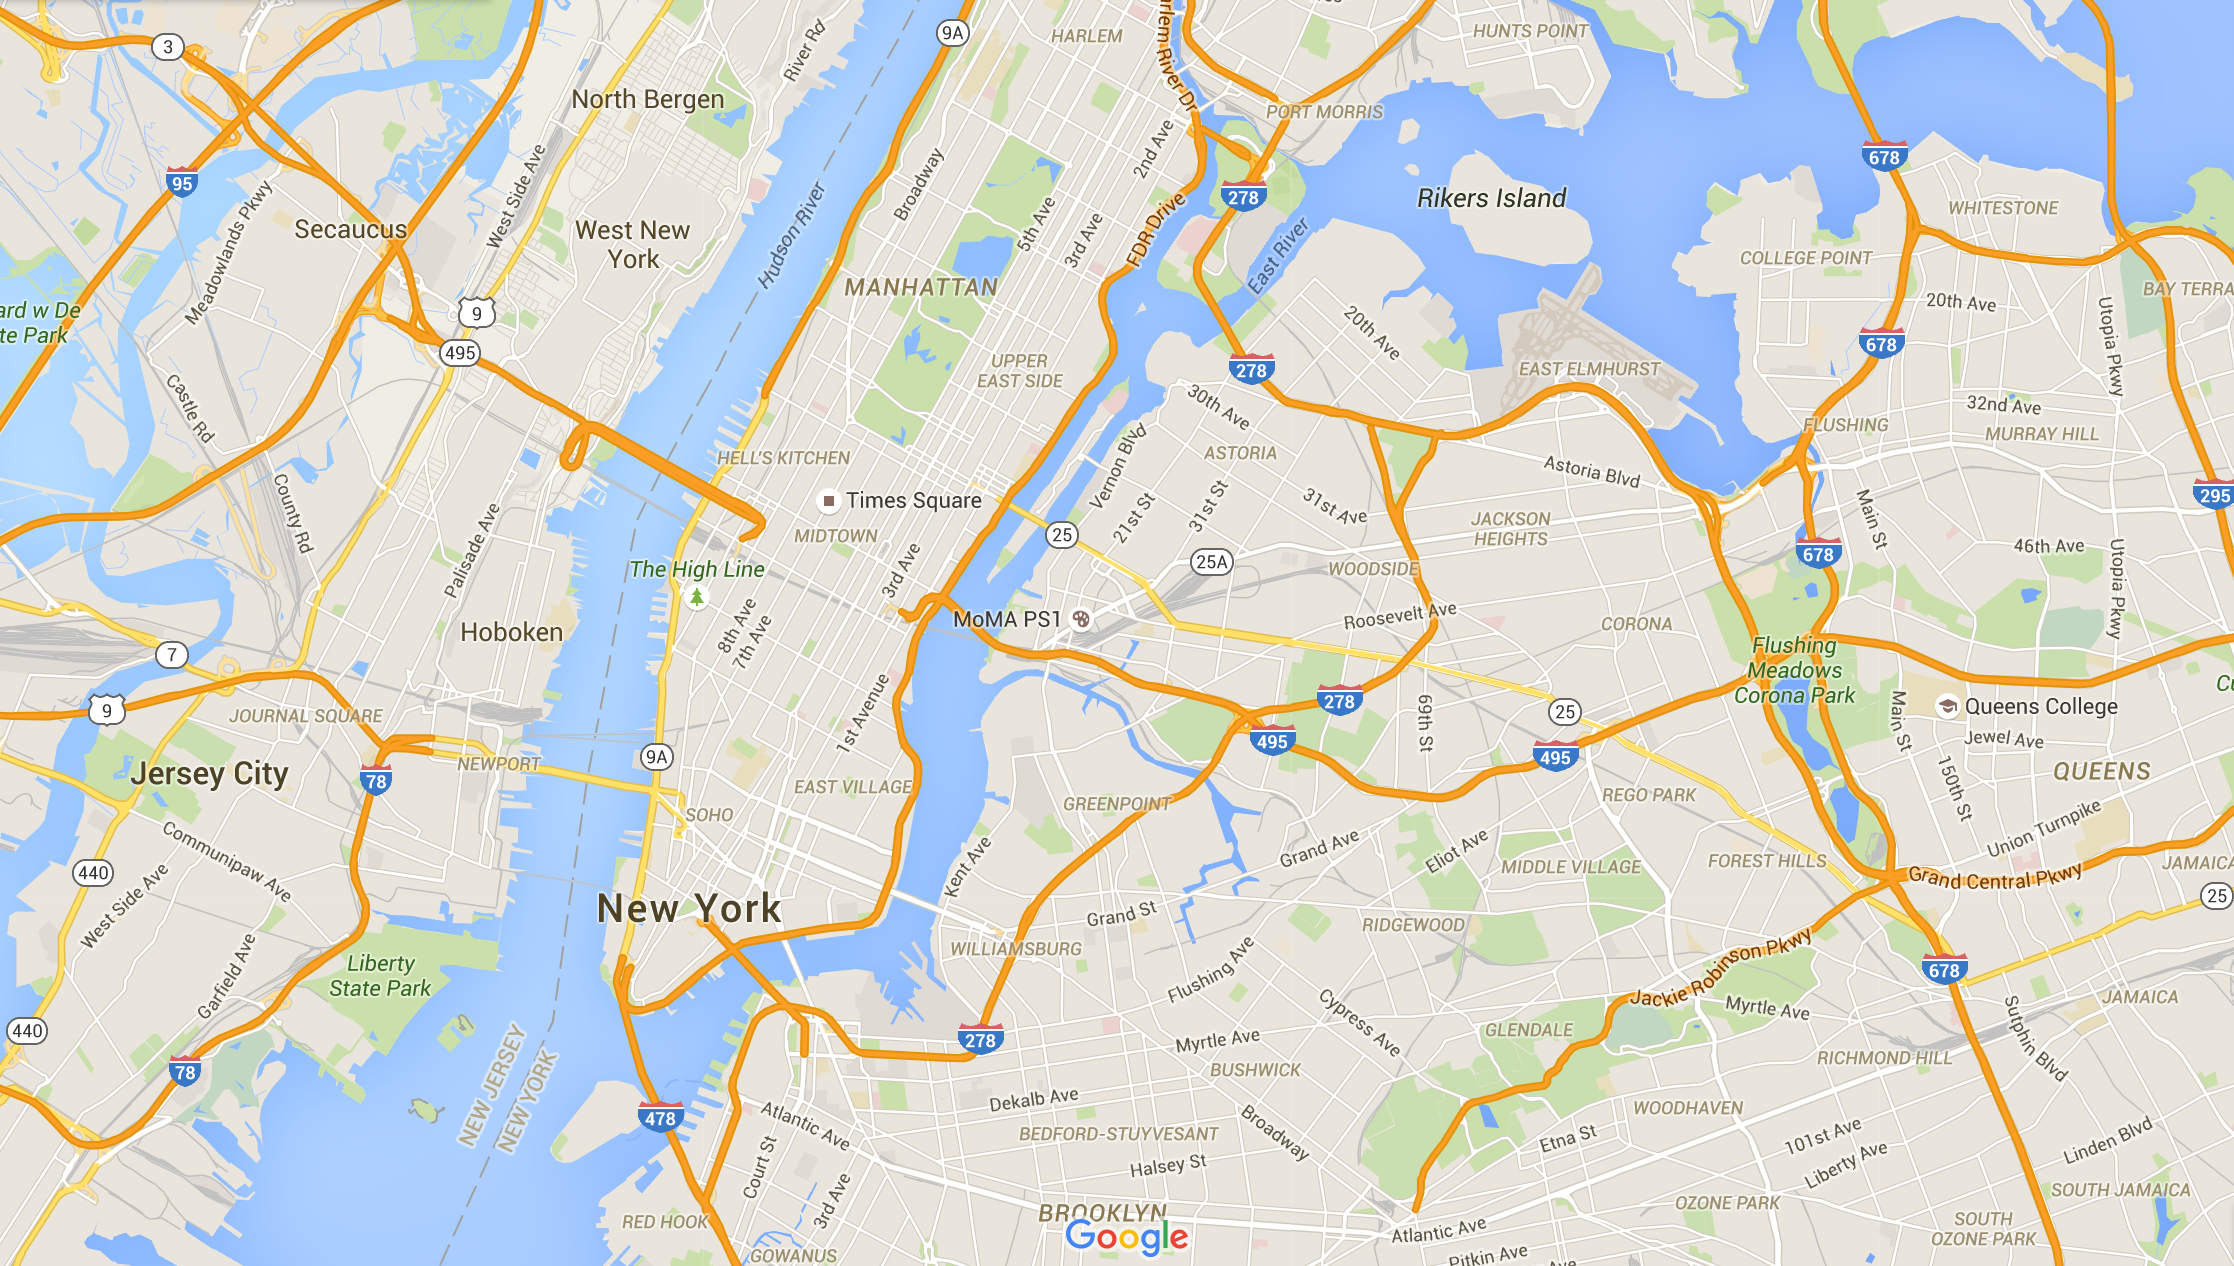 3
9A
HARLEM
HUNTS POINT
River Rd
Harlem River Dr
North Bergen
PORT MORRIS
95
678
West Side Ave
Broadway
2nd Ave
278
Rikers Island
WHITESTONE
Meadowlands Pkwy
Secaucus
West New
York
Hudson River
5th Ave
3rd Ave
FDR Drive
East River
COLLEGE POINT
MANHATTAN
BAY TERRA
ard w De
te Park
9
20th Ave
20th Ave
Utopia Pkwy
495
UPPER
EAST SIDE
278
EAST ELMHURST
678
Castle Rd
30th Ave
32nd Ave
FLUSHING
MURRAY HILL
HELL'S KITCHEN
Vernon Blvd
ASTORIA
Astoria Blvd
County Rd
Times Square
21st St
31st St
31st Ave
JACKSON
HEIGHTS
Main St
295
Palisade Ave
MIDTOWN
25
25A
678
46th Ave
Utopia Pkwy
The High Line
3rd Ave
WOODSIDE
8th Ave
7th Ave
MoMA PS1
Roosevelt Ave
CORONA
Hoboken
7
Flushing
Meadows
Corona Park
9
JOURNAL SQUARE
1st Avenue
278
69th St
25
Main St
Queens College
Cu
495
495
Jewel Ave
Jersey City
78
NEWPORT
9A
EAST VILLAGE
150th St
QUEENS
SOHO
GREENPOINT
REGO PARK
Union Turnpike
Communipaw Ave
Kent Ave
Grand Ave
Eliot Ave
MIDDLE VILLAGE
FOREST HILLS
JAMAICA
440
West Side Ave
Grand Central Pkwy
25
New York
Grand St
RIDGEWOOD
Garfield Ave
Liberty
State Park
WILLIAMSBURG
Flushing Ave
Jackie Robinson Pkwy
678
440
NEW JERSEY
NEW YORK
278
Myrtle Ave
Cypress Ave
GLENDALE
Myrtle Ave
JAMAICA
Sutphin Blvd
78
BUSHWICK
RICHMOND HILL
478
Atlantic Ave
Dekalb Ave
Broadway
WOODHAVEN
BEDFORD-STUYVESANT
Etna St
101st Ave
Linden Blvd
Court St
Halsey St
Liberty Ave
3rd Ave
RED HOOK
BROOKLYN
Google
Atlantic Ave
OZONE PARK
SOUTH JAMAICA
SOUTH
OZONE PARK
GOWANUS
Pitkin Ave